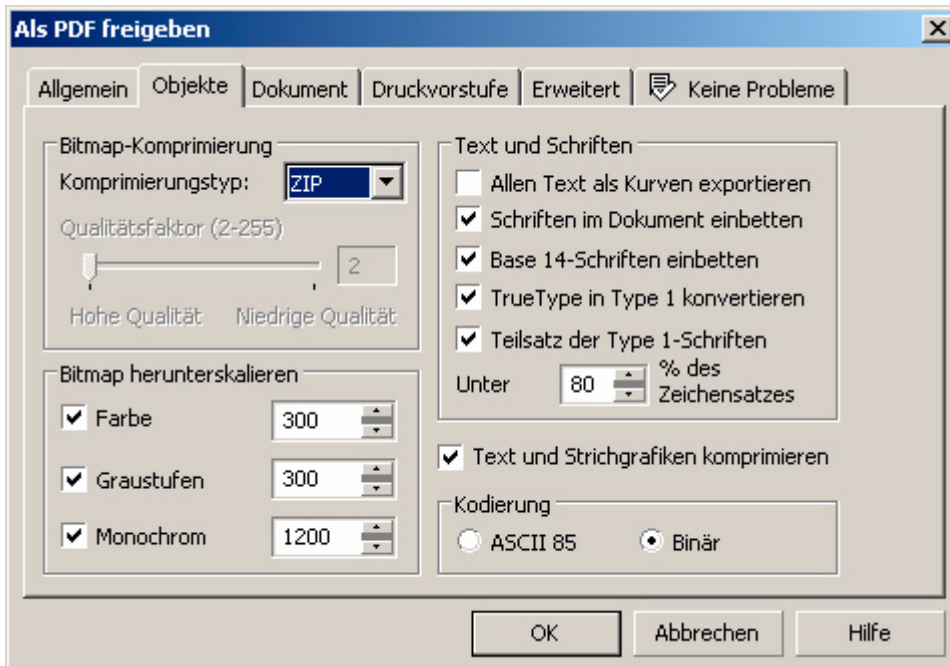 Als PDF freigeben
Allgemein
Objekte
Dokument
Druckvorstufe
Erweitert
Keine Probleme
Bitmap-Komprimierung
Komprimierungstyp:
ZIP
Qualitätsfaktor (2-255)
2
Hohe Qualität
Niedrige Qualität
Bitmap herunterskalieren
Farbe
300
Graustufen
300
Monochrom
1200
Text und Schriften
Allen Text als Kurven exportieren
Schriften im Dokument einbetten
Base 14-Schriften einbetten
TrueType in Type 1 konvertieren
Teilsatz der Type 1-Schriften
Unter
80
% des
Zeichensatzes
Text und Strichgrafiken komprimieren
Kodierung
ASCII 85
Binär
OK
Abbrechen
Hilfe